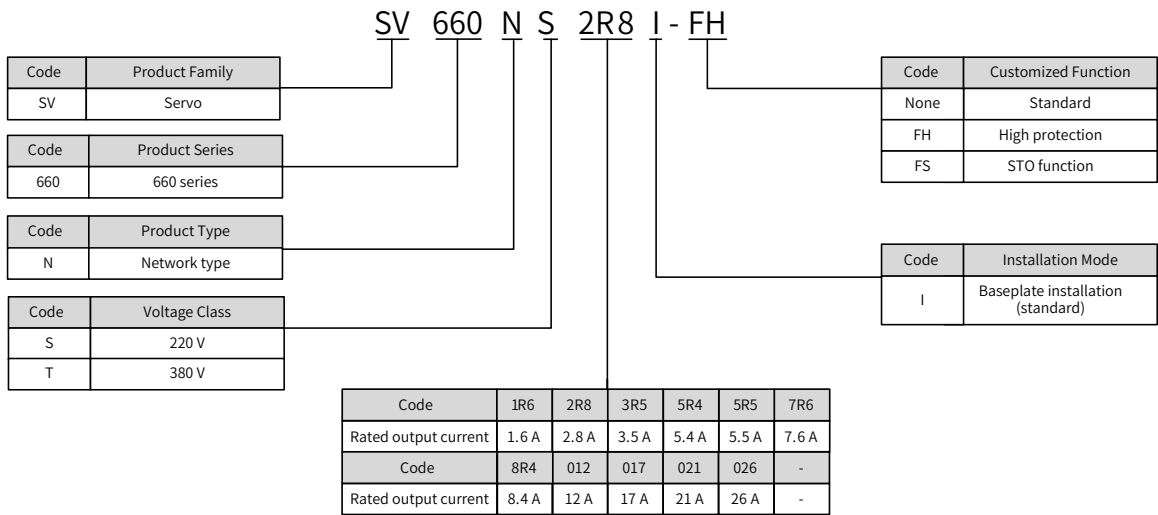 SV 660 N S 2R8 I - FH
Code Product Family
SV Servo
Code Product Series
660 660 series
Code Product Type
N Network type
Code Voltage Class
S 220 V
T 380 V
Code Customized Function
None Standard
FH High protection
FS STO function
Code Installation Mode
I Baseplate installation
(standard)
Code 1R6 2R8 3R5 5R4 5R5 7R6
Rated output current 1.6 A 2.8 A 3.5 A 5.4 A 5.5 A 7.6 A
Code 8R4 012 017 021 026 -
Rated output current 8.4 A 12 A 17 A 21 A 26 A -